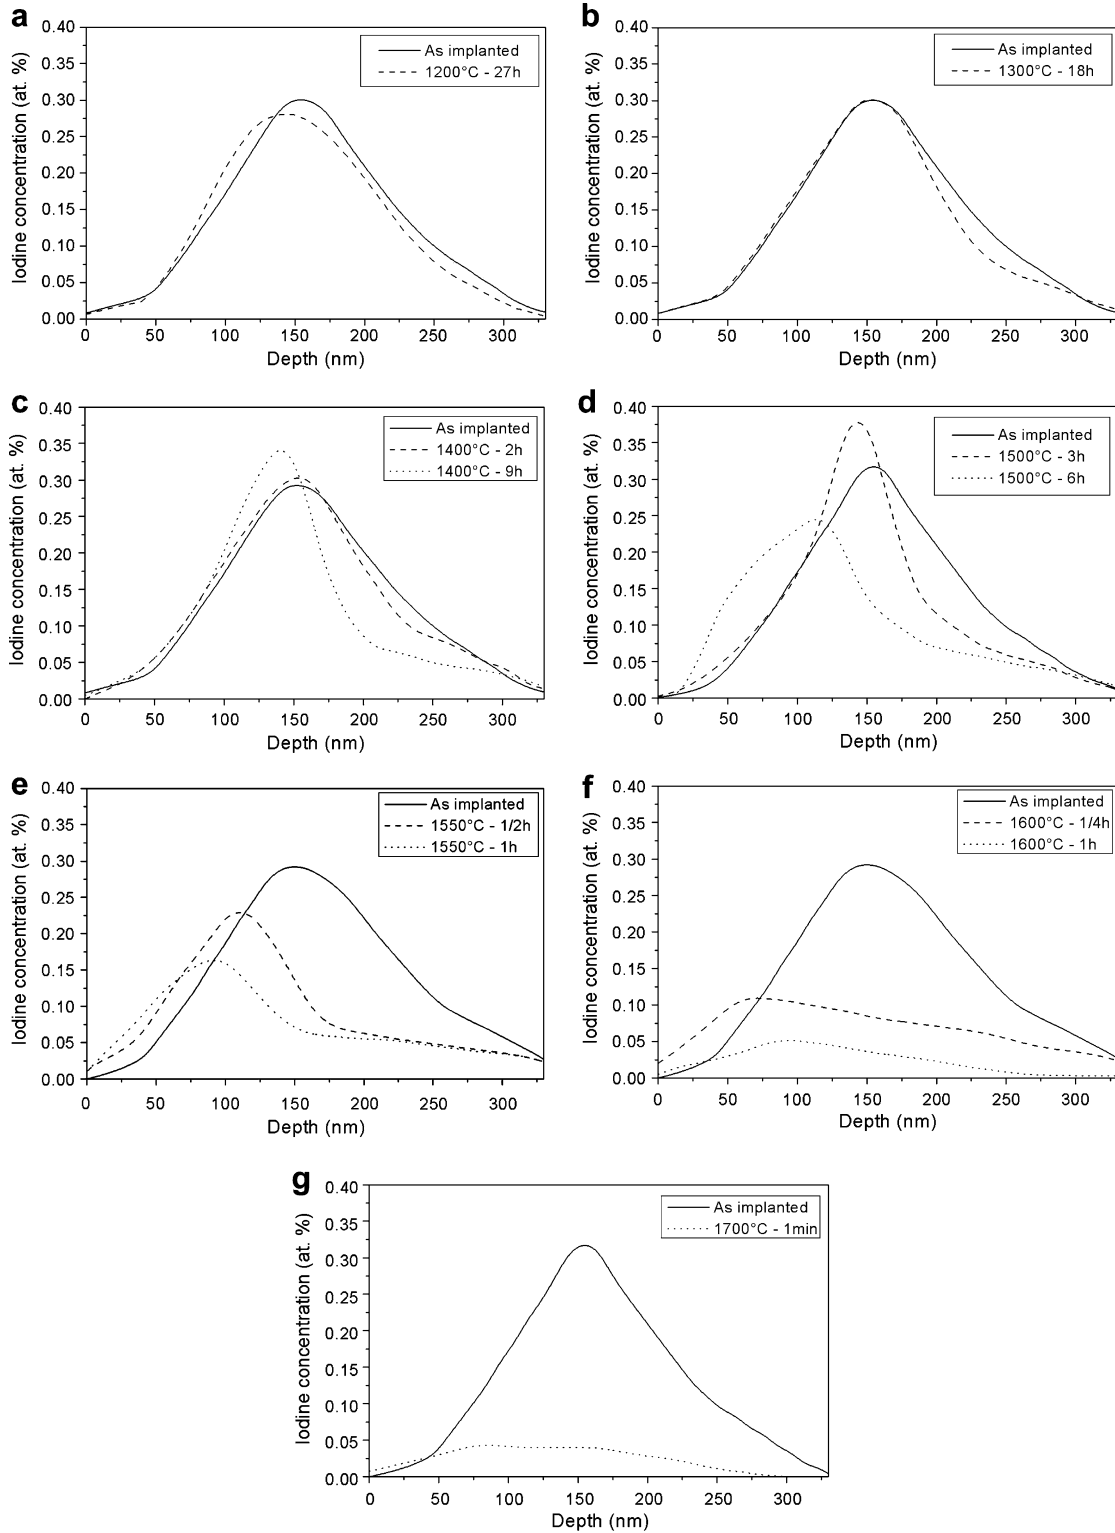 a
Iodine concentration (at. %)
0.40
0.35
0.30
0.25
0.20
0.15
0.10
0.05
0.00
As implanted
1200°C - 27h
0 50 100 150 200 250 300
Depth (nm)
b
Iodine concentration (at. %)
0.40
0.35
0.30
0.25
0.20
0.15
0.10
0.05
0.00
As implanted
1300°C - 18h
0 50 100 150 200 250 300
Depth (nm)
c
Iodine concentration (at. %)
0.40
0.35
0.30
0.25
0.20
0.15
0.10
0.05
0.00
As implanted
1400°C - 2h
1400°C - 9h
0 50 100 150 200 250 300
Depth (nm)
d
Iodine concentration (at. %)
0.40
0.35
0.30
0.25
0.20
0.15
0.10
0.05
0.00
As implanted
1500°C - 3h
1500°C - 6h
0 50 100 150 200 250 300
Depth (nm)
e
Iodine concentration (at. %)
0.40
0.35
0.30
0.25
0.20
0.15
0.10
0.05
0.00
As implanted
1550°C - 1/2h
1550°C - 1h
0 50 100 150 200 250 300
Depth (nm)
f
Iodine concentration (at. %)
0.40
0.35
0.30
0.25
0.20
0.15
0.10
0.05
0.00
As implanted
1600°C - 1/4h
1600°C - 1h
0 50 100 150 200 250 300
Depth (nm)
g
Iodine concentration (at. %)
0.40
0.35
0.30
0.25
0.20
0.15
0.10
0.05
0.00
As implanted
1700°C - 1min
0 50 100 150 200 250 300
Depth (nm)